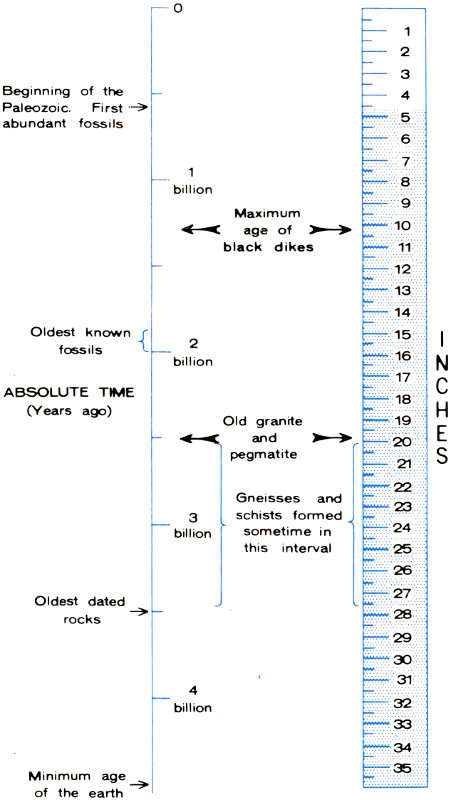 0
Beginning of the
Paleozoic. First
abundant fossils
1
billion
Maximum
age of
black dikes
Oldest known
fossils
2
billion
ABSOLUTE TIME
(Years ago)
Old granite
and
pegmatite
Gneisses and
schists formed
sometime in
this interval
3
billion
Oldest dated
rocks
4
billion
Minimum age
of the earth
1
2
3
4
5
6
7
8
9
10
11
12
13
14
15
16
17
18
19
20
21
22
23
24
25
26
27
28
29
30
31
32
33
34
35
INCHES